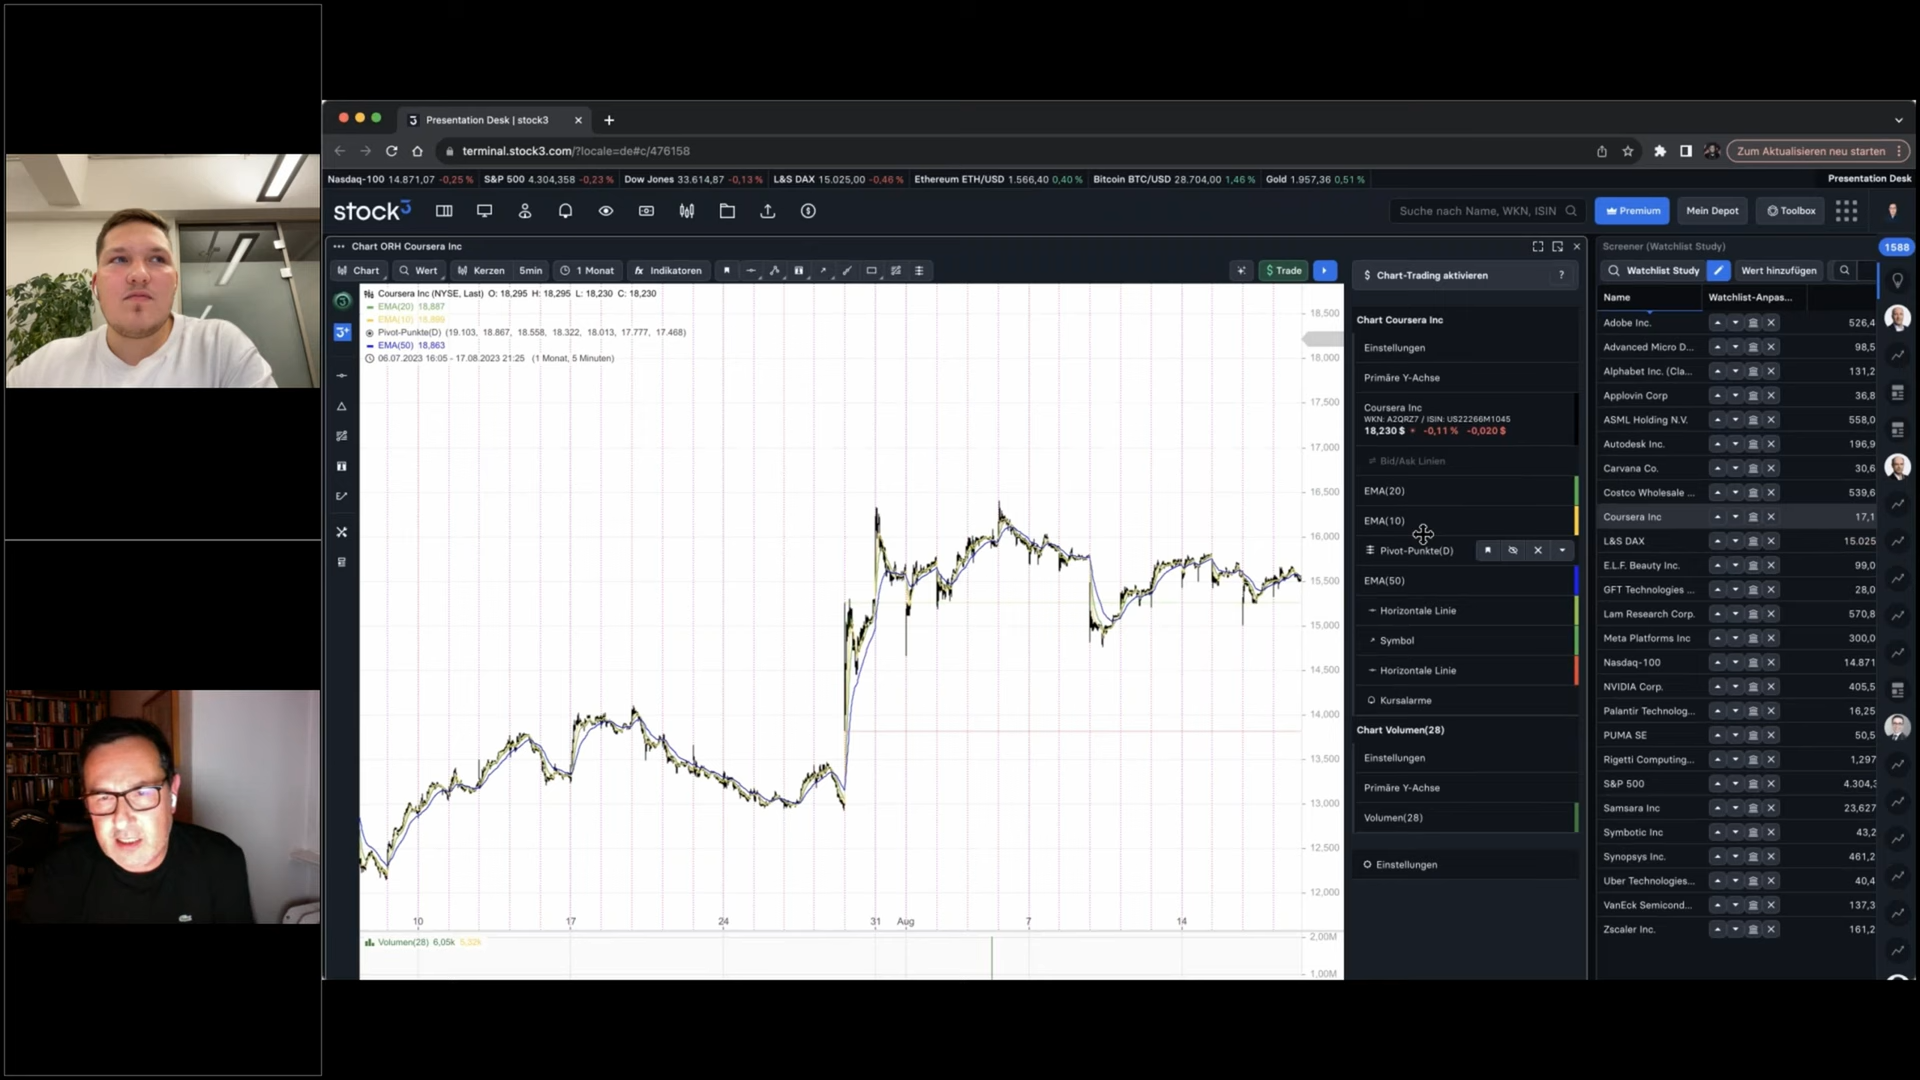 Presentation Desk | stock3
terminal.stock3.com/?locale=de#c/476158
Zum Aktualisieren neu starten
Nasdaq-100 14.871,07 -0,25 % S&P 500 4.304,358 -0,23 % Dow Jones 33.614,87 -0,13 % L&S DAX 15.025,00 -0,46 % Ethereum ETH/USD 1.566,40 0,40 % Bitcoin BTC/USD 28.704,00 1,46 % Gold 1.957,36 0,51 %
Presentation Desk
stock3
Suche nach Name, WKN, ISIN
Premium
Mein Depot
Toolbox
Chart ORH Coursera Inc
Chart Wert Kerzen 5min 1 Monat fx Indikatoren
$ Trade
Coursera Inc (NYSE, Last) O: 18,295 H: 18,295 L: 18,230 C: 18,230
EMA(20) 18,887
EMA(10) 18,889
Pivot-Punkte(D) (19.103, 18.867, 18.558, 18.322, 18.013, 17.777, 17.468)
EMA(50) 18,863
06.07.2023 16:05 - 17.08.2023 21:25 (1 Monat, 5 Minuten)
18,500
18,000
17,500
17,000
16,500
16,000
15,500
15,000
14,500
14,000
13,500
13,000
12,500
12,000
10 17 24 31 Aug 7 14
Volumen(28) 6,05k 5,32k
2,00M
1,00M
$ Chart-Trading aktivieren ?
Chart Coursera Inc
Einstellungen
Primäre Y-Achse
Coursera Inc
WKN: A2QRZ7 / ISIN: US22266M1045
18,230 $ -0,11 % -0,020 $
Bid/Ask Linien
EMA(20)
EMA(10)
Pivot-Punkte(D)
EMA(50)
Horizontale Linie
Symbol
Horizontale Linie
Kursalarme
Chart Volumen(28)
Einstellungen
Primäre Y-Achse
Volumen(28)
Einstellungen
Screener (Watchlist Study)
1588
Watchlist Study
Wert hinzufügen
Name Watchlist-Anpas...
Adobe Inc. 526,4
Advanced Micro D... 98,5
Alphabet Inc. (Cla... 131,2
Applovin Corp 36,8
ASML Holding N.V. 558,0
Autodesk Inc. 196,9
Carvana Co. 30,6
Costco Wholesale ... 539,6
Coursera Inc 17,1
L&S DAX 15.025
E.L.F. Beauty Inc. 99,0
GFT Technologies ... 28,0
Lam Research Corp. 570,8
Meta Platforms Inc 300,0
Nasdaq-100 14.871
NVIDIA Corp. 405,5
Palantir Technolog... 16,25
PUMA SE 50,5
Rigetti Computing... 1,297
S&P 500 4.304,3
Samsara Inc 23,627
Symbotic Inc 43,2
Synopsys Inc. 461,2
Uber Technologies... 40,4
VanEck Semicond... 137,3
Zscaler Inc. 161,2